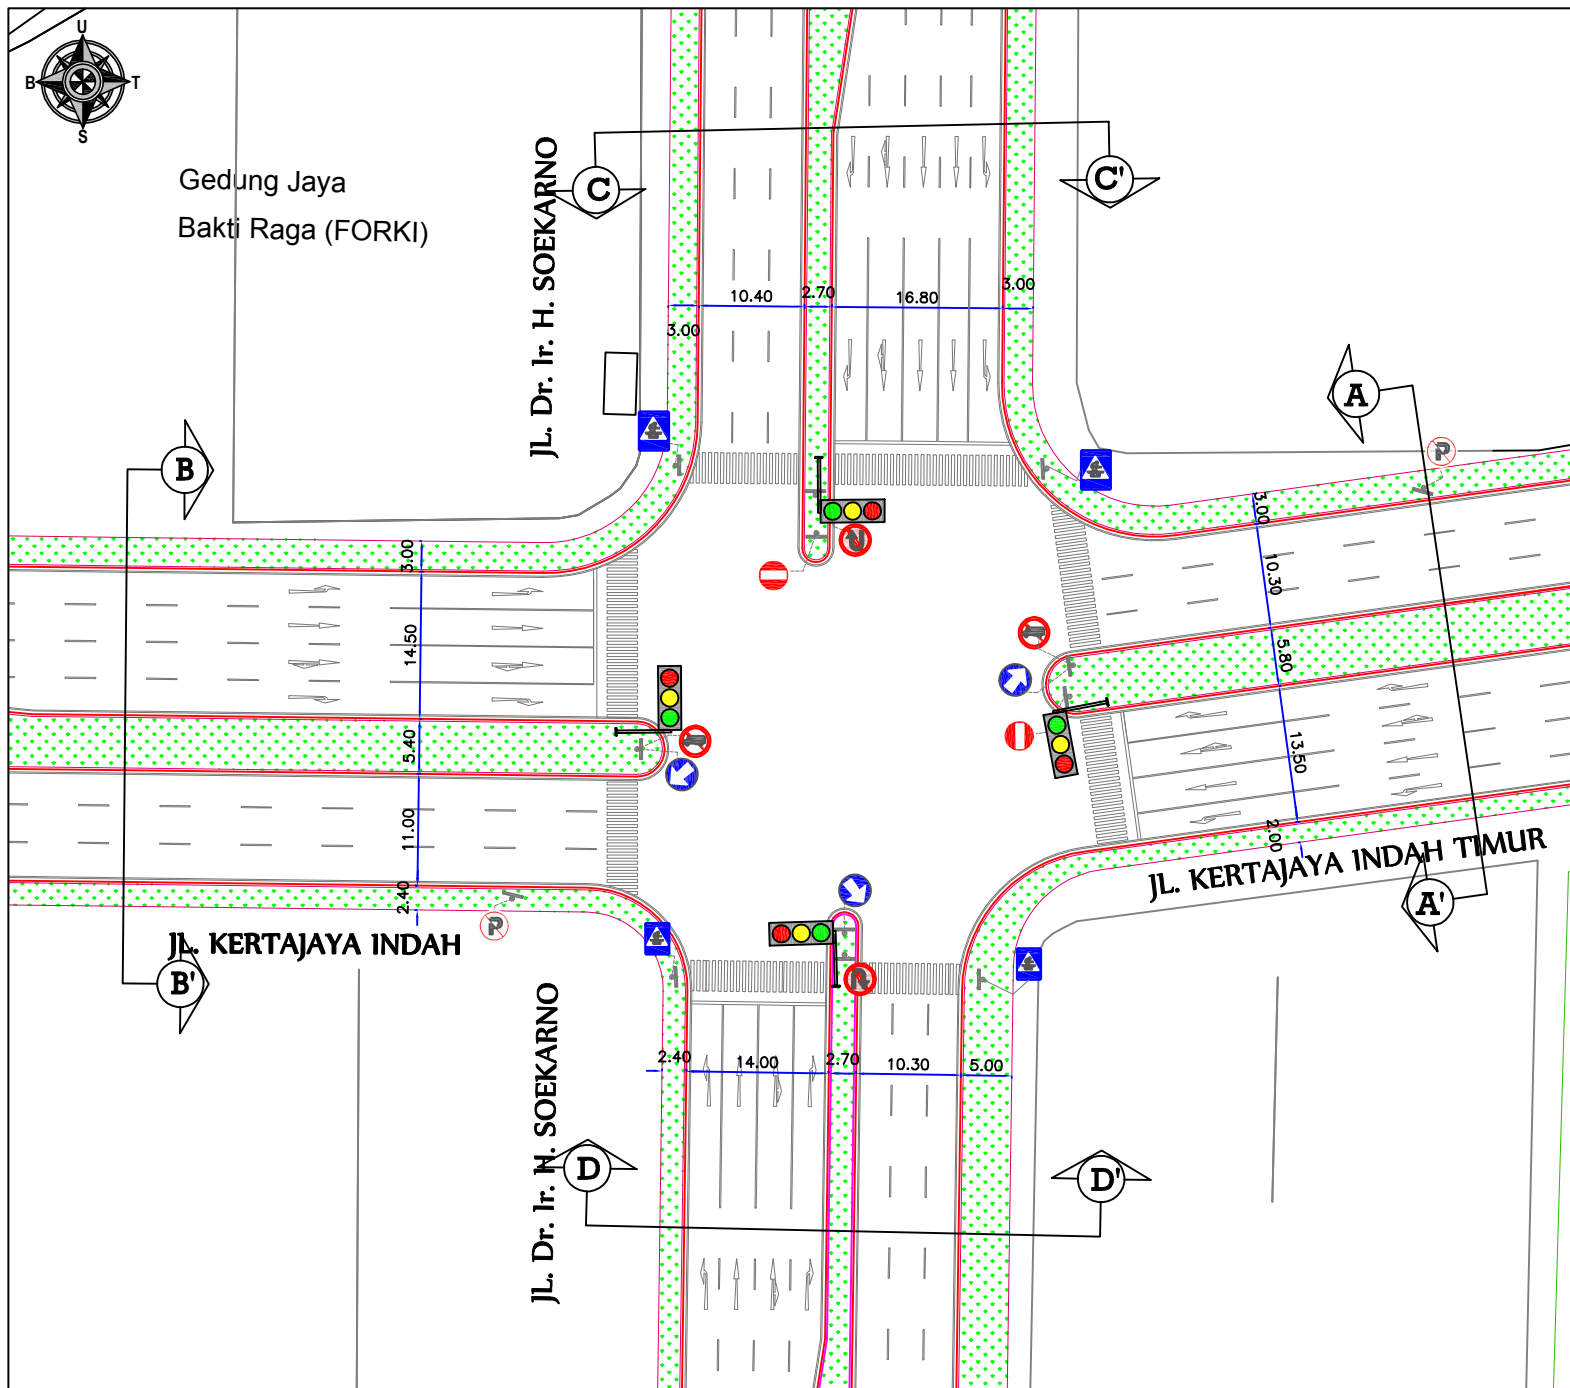 U
B
T
S
Gedung Jaya
Bakti Raga (FORKI)
JL. Dr. Ir. H. SOEKARNO
C
C'
10.40
2.70
16.80
3.00
3.00
A
B
P
3.00
10.30
5.80
13.50
2.00
3.00
14.50
5.40
11.00
2.40
JL. KERTAJAYA INDAH TIMUR
A'
P
JL. KERTAJAYA INDAH
B'
JL. Dr. Ir. H. SOEKARNO
2.40
14.00
2.70
10.30
5.00
D
D'